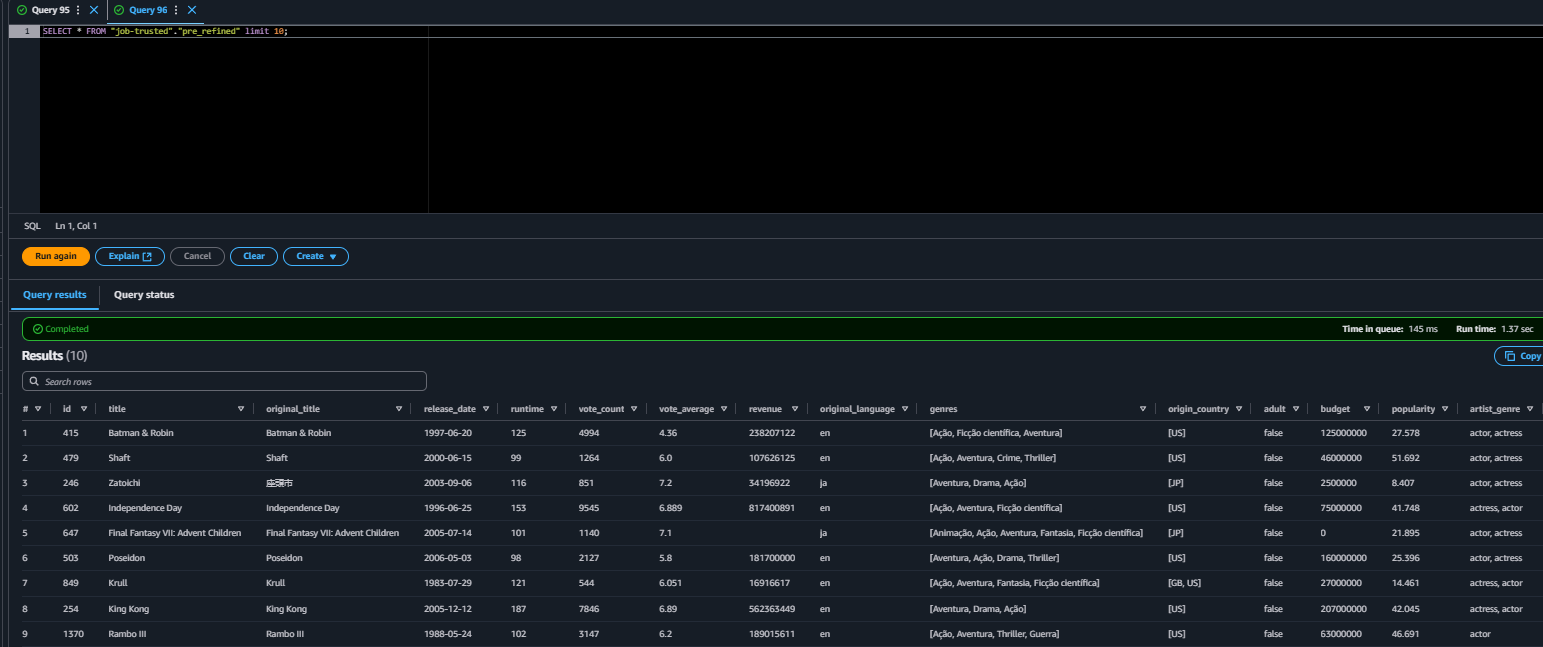 Query 95 Query 96
1 SELECT * FROM "job-trusted"."pre_refined" limit 10;
SQL Ln 1, Col 1
Run again Explain Cancel Clear Create
Query results Query status
Completed Time in queue: 145 ms Run time: 1.37 sec
Results (10) Copy
Search rows
# id title original_title release_date runtime vote_count vote_average revenue original_language genres origin_country adult budget popularity artist_genre
1 415 Batman & Robin Batman & Robin 1997-06-20 125 4994 4.36 238207122 en [Ação, Ficção científica, Aventura] [US] false 125000000 27.578 actor, actress
2 479 Shaft Shaft 2000-06-15 99 1264 6.0 107626125 en [Ação, Aventura, Crime, Thriller] [US] false 46000000 51.692 actor, actress
3 246 Zatoichi 座頭市 2003-09-06 116 851 7.2 34196922 ja [Aventura, Drama, Ação] [JP] false 2500000 8.407 actor, actress
4 602 Independence Day Independence Day 1996-06-25 153 9545 6.889 817400891 en [Ação, Aventura, Ficção científica] [US] false 75000000 41.748 actress, actor
5 647 Final Fantasy VII: Advent Children Final Fantasy VII: Advent Children 2005-07-14 101 1140 7.1 ja [Animação, Ação, Aventura, Fantasia, Ficção científica] [JP] false 0 21.895 actor, actress
6 503 Poseidon Poseidon 2006-05-03 98 2127 5.8 181700000 en [Aventura, Ação, Drama, Thriller] [US] false 160000000 25.396 actor, actress
7 849 Krull Krull 1983-07-29 121 544 6.051 16916617 en [Ação, Aventura, Fantasia, Ficção científica] [GB, US] false 27000000 14.461 actress, actor
8 254 King Kong King Kong 2005-12-12 187 7846 6.89 562363449 en [Aventura, Drama, Ação] [US] false 207000000 42.045 actress, actor
9 1370 Rambo III Rambo III 1988-05-24 102 3147 6.2 189015611 en [Ação, Aventura, Thriller, Guerra] [US] false 63000000 46.691 actor